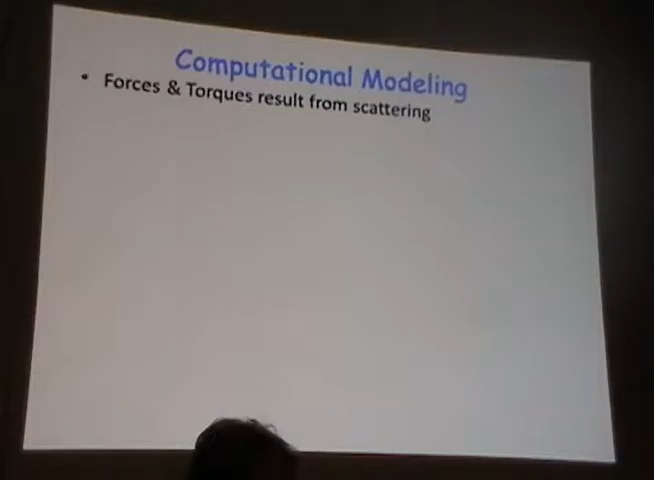 Computational Modeling
• Forces & Torques result from scattering